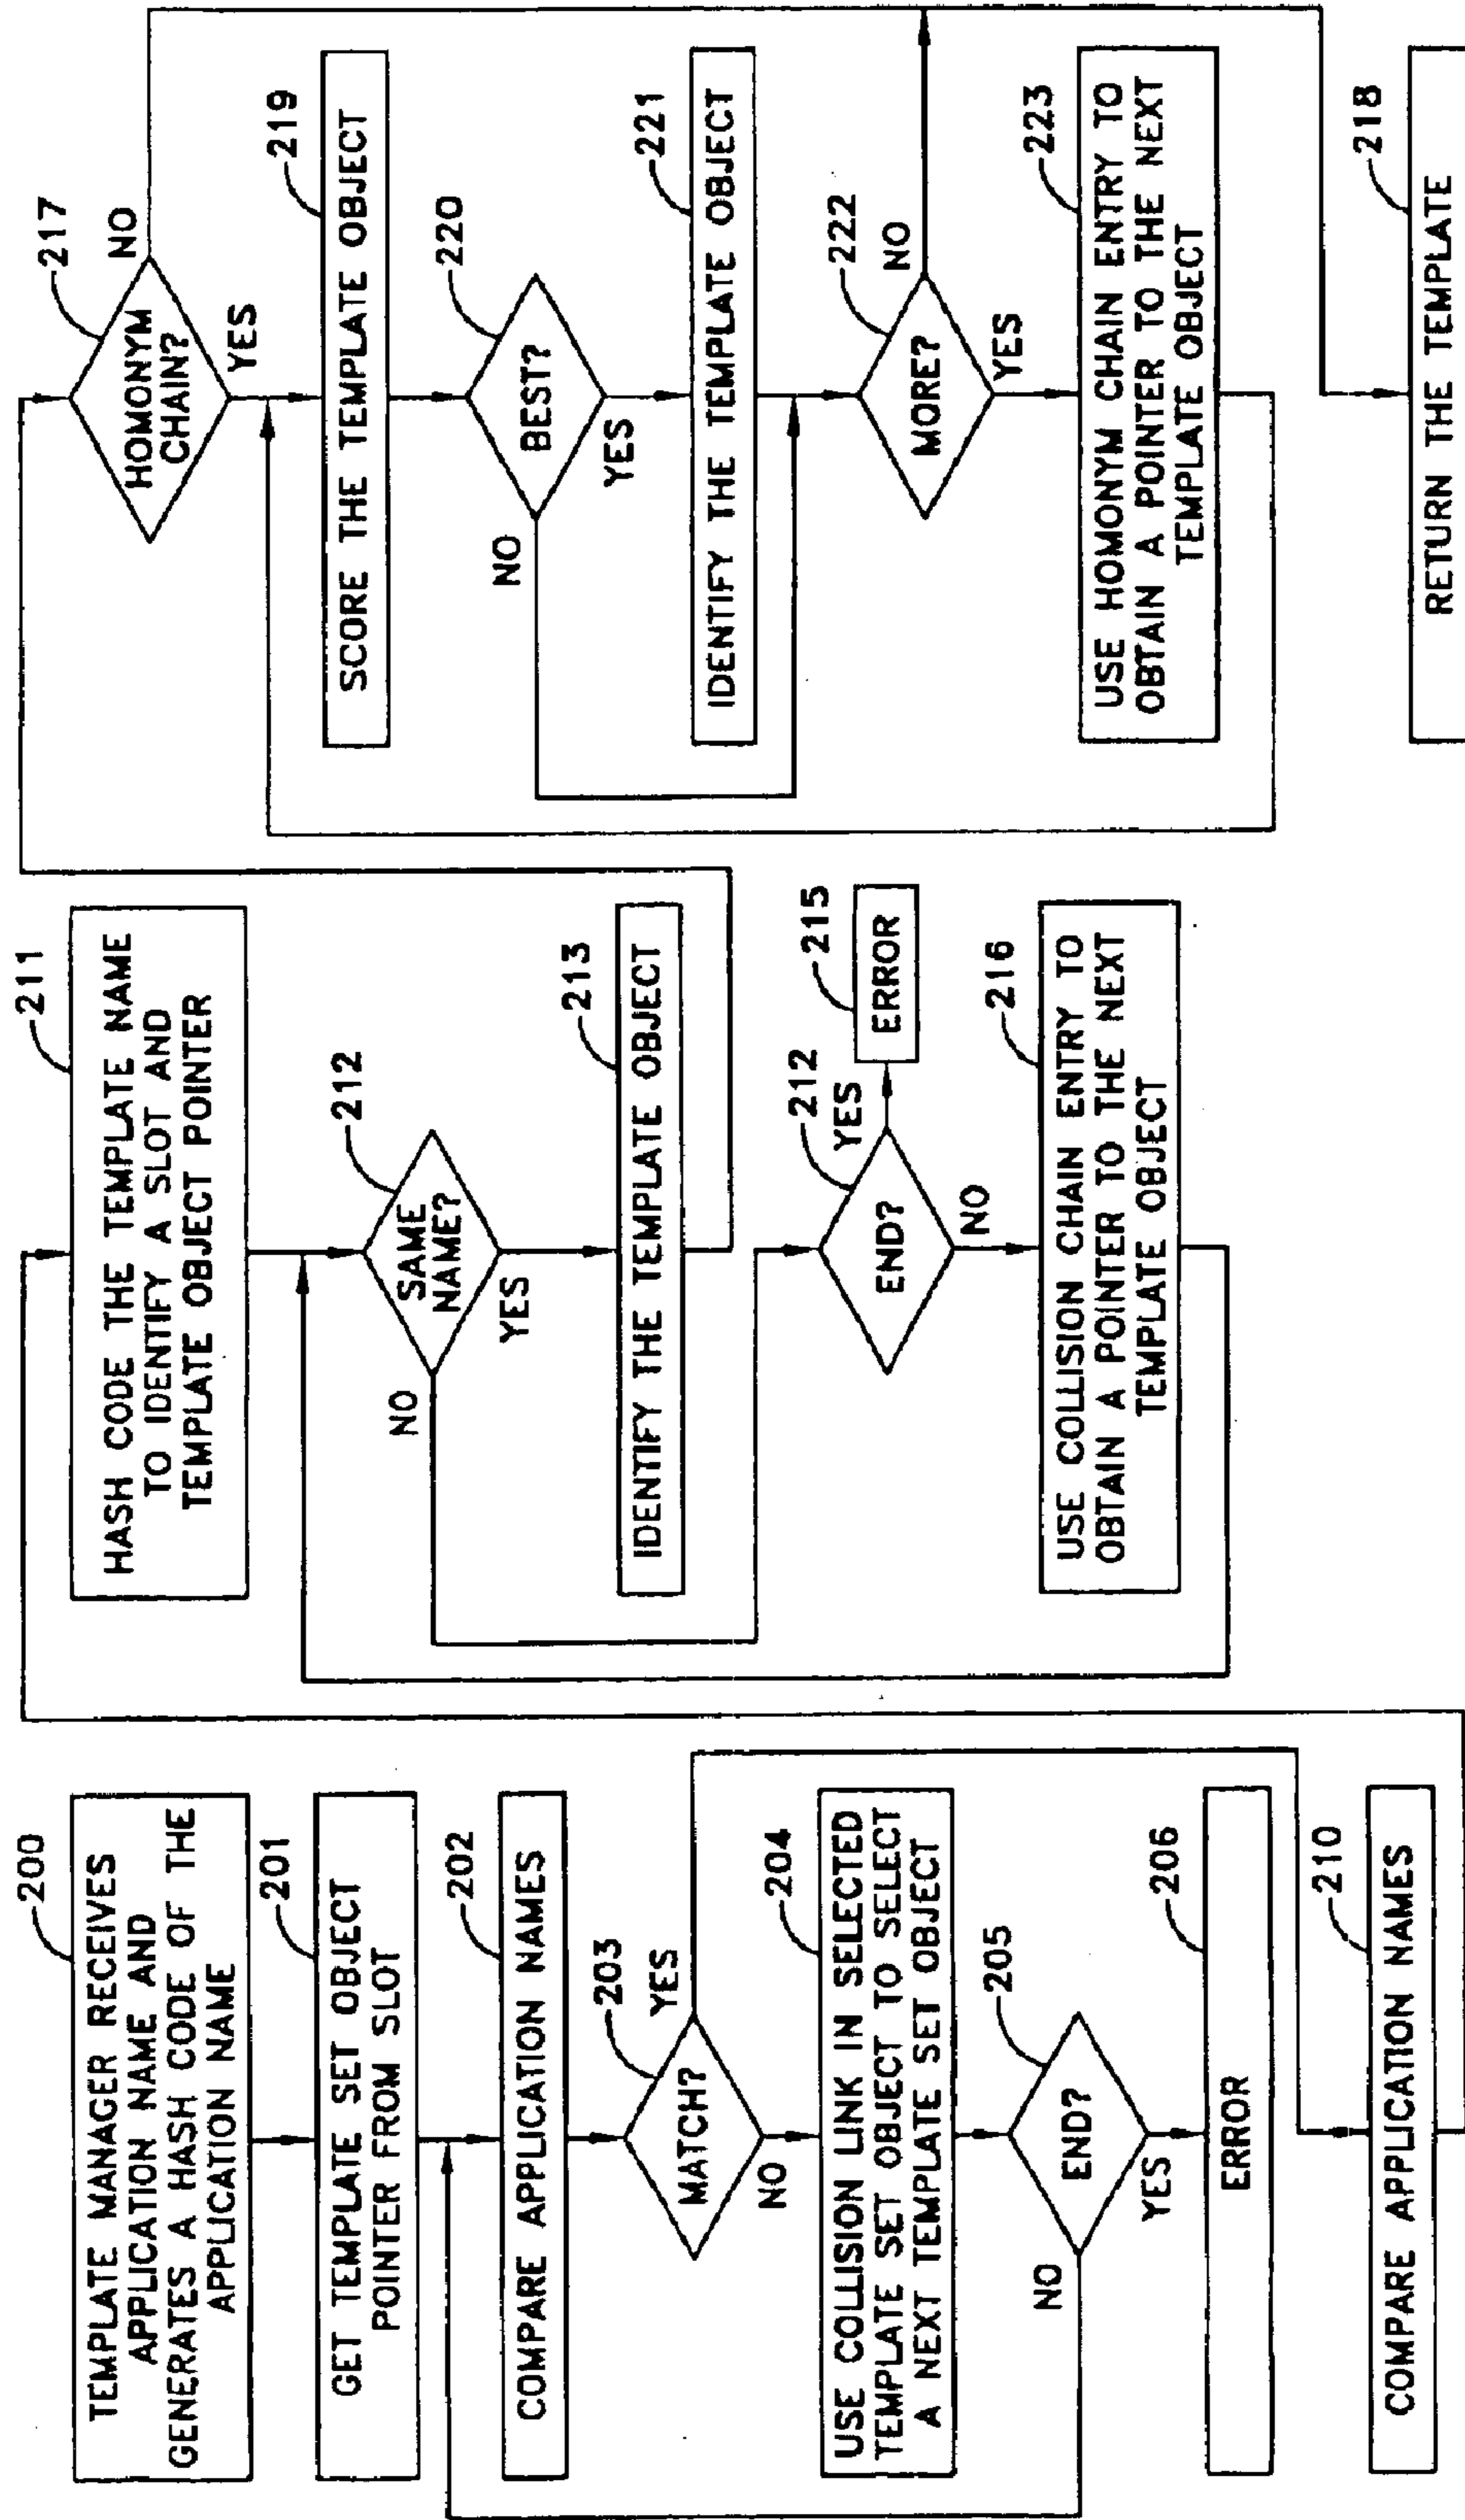 200
TEMPLATE MANAGER RECEIVES
APPLICATION NAME AND
GENERATES A HASH CODE OF THE
APPLICATION NAME
201
GET TEMPLATE SET OBJECT
POINTER FROM SLOT
202
COMPARE APPLICATION NAMES
203
MATCH?
YES
NO
204
USE COLLISION LINK IN SELECTED
TEMPLATE SET OBJECT TO SELECT
A NEXT TEMPLATE SET OBJECT
205
END?
NO
YES
206
ERROR
210
COMPARE APPLICATION NAMES
211
HASH CODE THE TEMPLATE NAME
TO IDENTIFY A SLOT AND
TEMPLATE OBJECT POINTER
212
SAME
NAME?
NO
YES
213
IDENTIFY THE TEMPLATE OBJECT
212
END?
YES
215
ERROR
NO
216
USE COLLISION CHAIN ENTRY TO
OBTAIN A POINTER TO THE NEXT
TEMPLATE OBJECT
217
HOMONYM
CHAIN?
NO
YES
219
SCORE THE TEMPLATE OBJECT
220
BEST?
NO
YES
221
IDENTIFY THE TEMPLATE OBJECT
222
MORE?
NO
YES
223
USE HOMONYM CHAIN ENTRY TO
OBTAIN A POINTER TO THE NEXT
TEMPLATE OBJECT
218
RETURN THE TEMPLATE